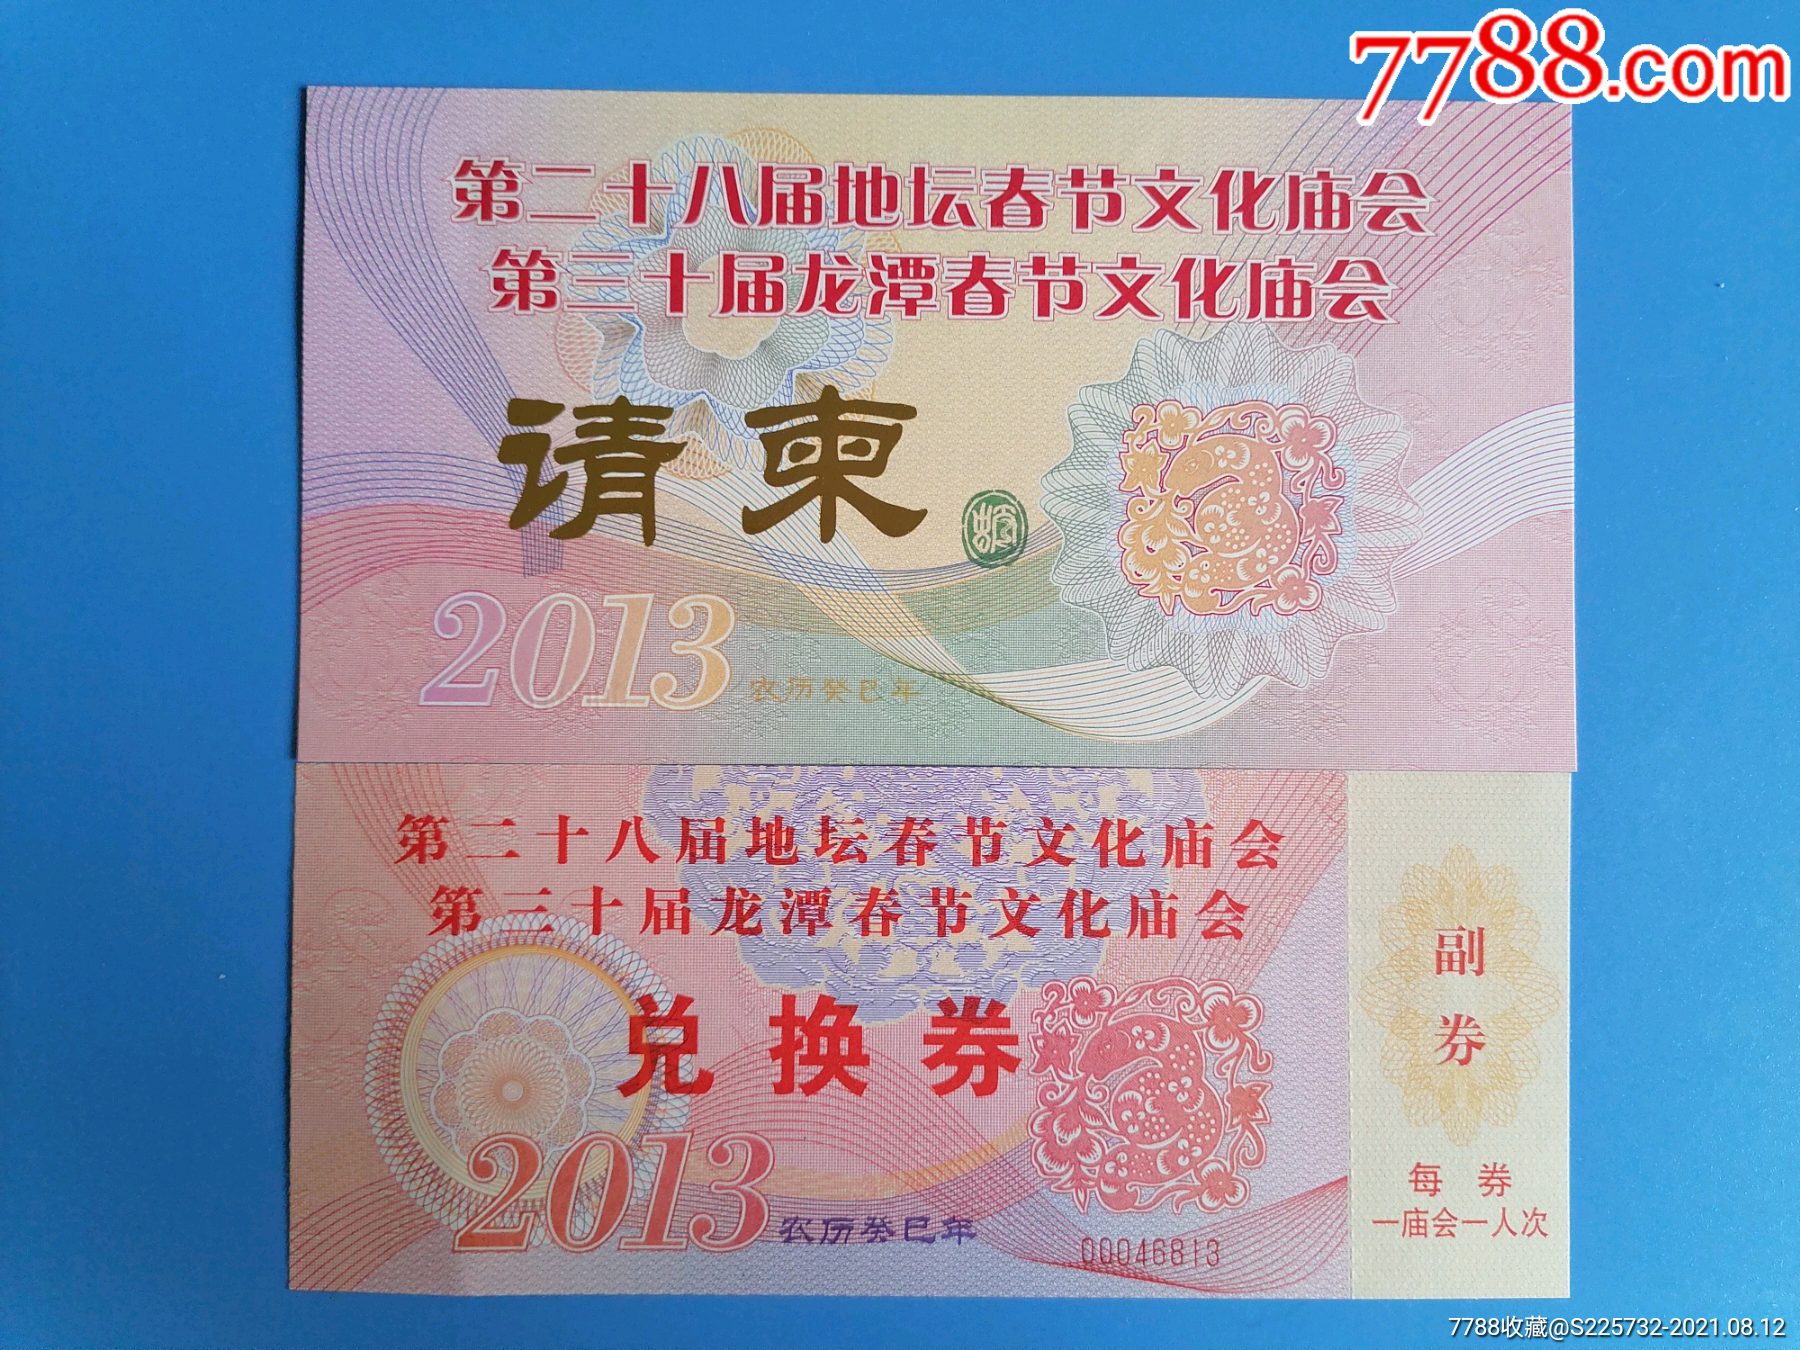 7788.com
第二十八届地坛春节文化庙会
第三十届龙潭春节文化庙会
请柬
2013 农历癸巳年
第二十八届地坛春节文化庙会
第三十届龙潭春节文化庙会
兑换券
2013 农历癸巳年
00046813
副
券
每券
一庙会一人次
7788收藏@S225732-2021.08.12